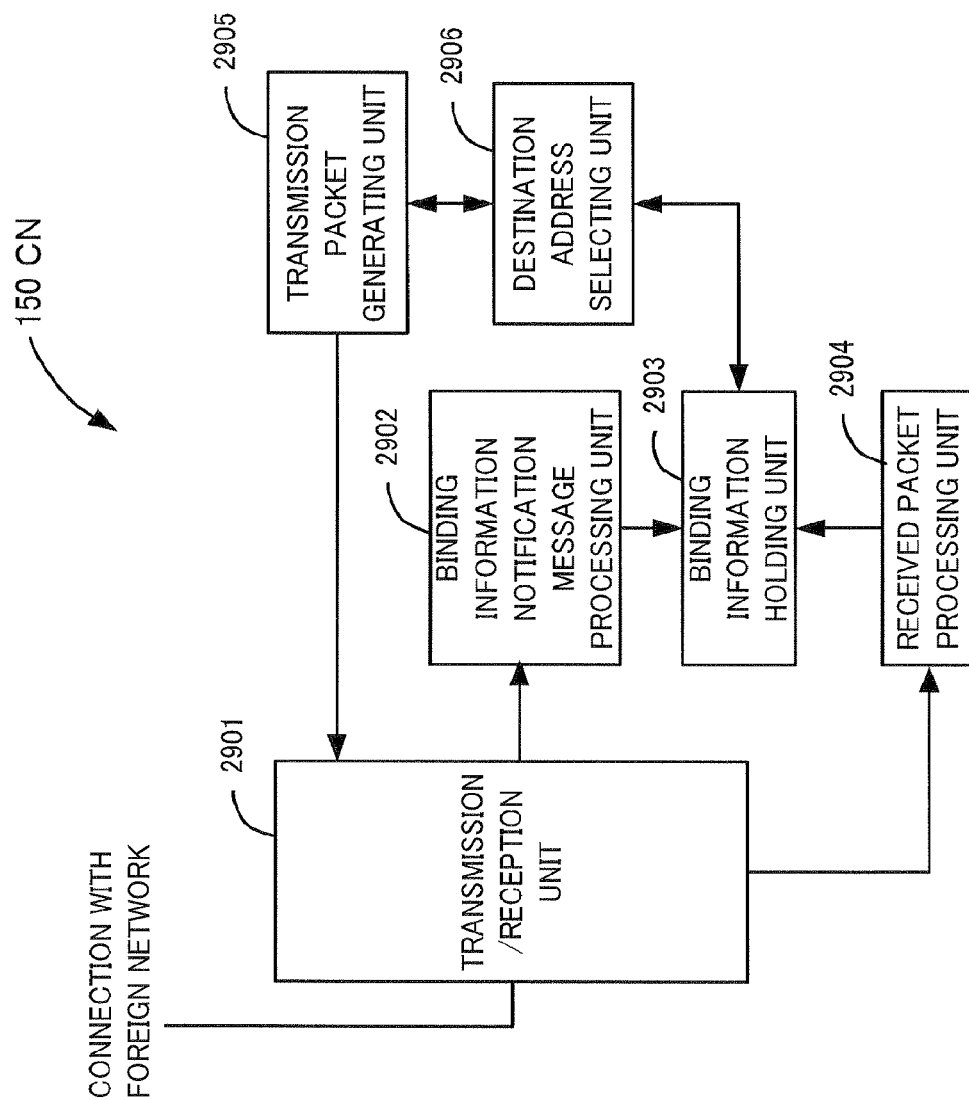 150 CN
CONNECTION WITH
FOREIGN NETWORK
2901
TRANSMISSION
/RECEPTION
UNIT
2902
BINDING
INFORMATION
NOTIFICATION
MESSAGE
PROCESSING UNIT
2903
BINDING
INFORMATION
HOLDING UNIT
2904
RECEIVED PACKET
PROCESSING UNIT
2905
TRANSMISSION
PACKET
GENERATING UNIT
2906
DESTINATION
ADDRESS
SELECTING UNIT